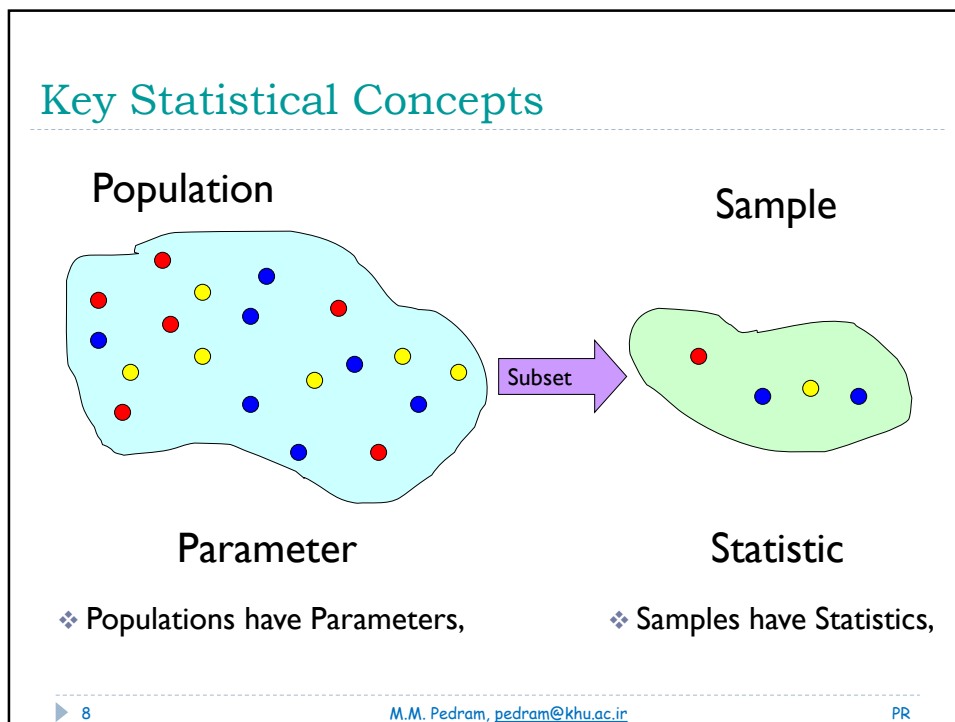 Key Statistical Concepts
Population
Sample
Subset
Parameter
Statistic
❖ Populations have Parameters,
❖ Samples have Statistics,
8
M.M. Pedram, pedram@khu.ac.ir
PR